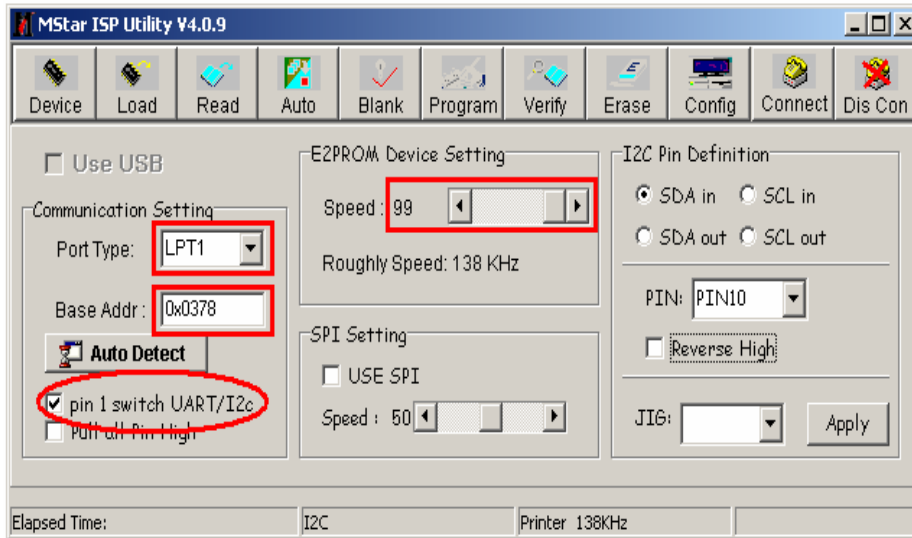 MStar ISP Utility V4.0.9
Device Load Read Auto Blank Program Verify Erase Config Connect Dis Con
Use USB
Communication Setting
Port Type: LPT1
Base Addr : 0x0378
Auto Detect
pin 1 switch UART/I2c
Pull all Pin High
E2PROM Device Setting
Speed : 99
Roughly Speed: 138 KHz
SPI Setting
USE SPI
Speed : 50
I2C Pin Definition
SDA in SCL in
SDA out SCL out
PIN: PIN10
Reverse High
JIG: Apply
Elapsed Time: I2C Printer 138KHz